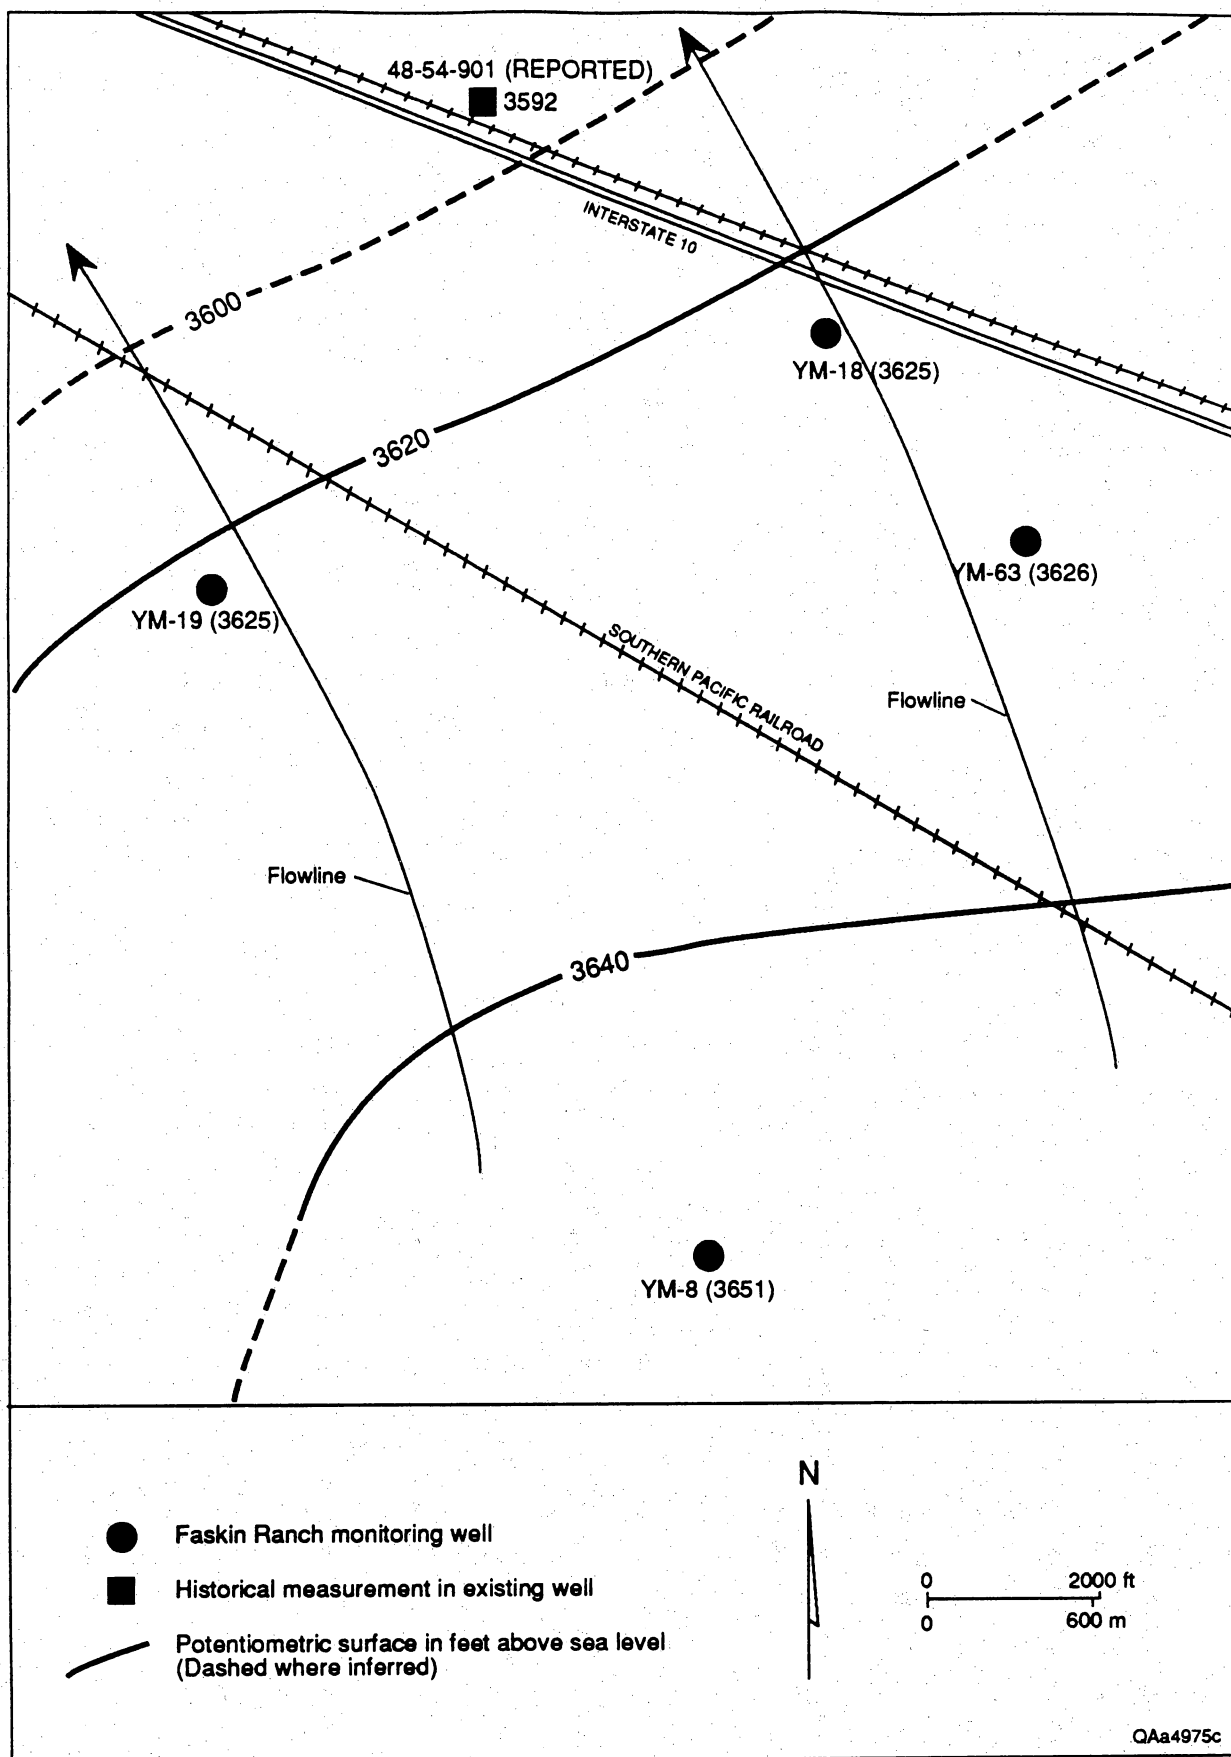 48-54-901 (REPORTED)
3592
INTERSTATE 10
3600
YM-18 (3625)
3620
YM-63 (3626)
YM-19 (3625)
SOUTHERN PACIFIC RAILROAD
Flowline
Flowline
3640
YM-8 (3651)
N
Faskin Ranch monitoring well
Historical measurement in existing well
Potentiometric surface in feet above sea level
(Dashed where inferred)
0 2000 ft
0 600 m
QAa4975c